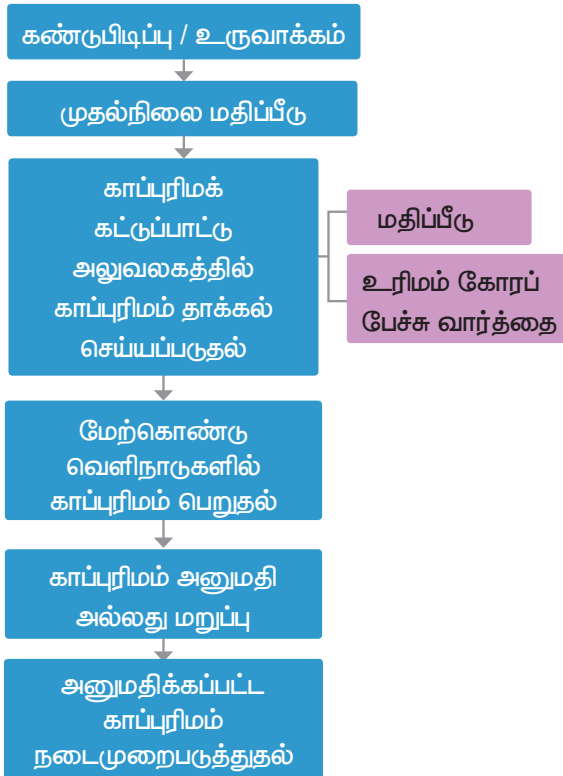 கண்டுபிடிப்பு / உருவாக்கம்
முதல்நிலை மதிப்பீடு
காப்புரிமக்
கட்டுப்பாட்டு
அலுவலகத்தில்
காப்புரிமம் தாக்கல்
செய்யப்படுதல்
மதிப்பீடு
உரிமம் கோரப்
பேச்சு வார்த்தை
மேற்கொண்டு
வெளிநாடுகளில்
காப்புரிமம் பெறுதல்
காப்புரிமம் அனுமதி
அல்லது மறுப்பு
அனுமதிக்கப்பட்ட
காப்புரிமம்
நடைமுறைபடுத்துதல்